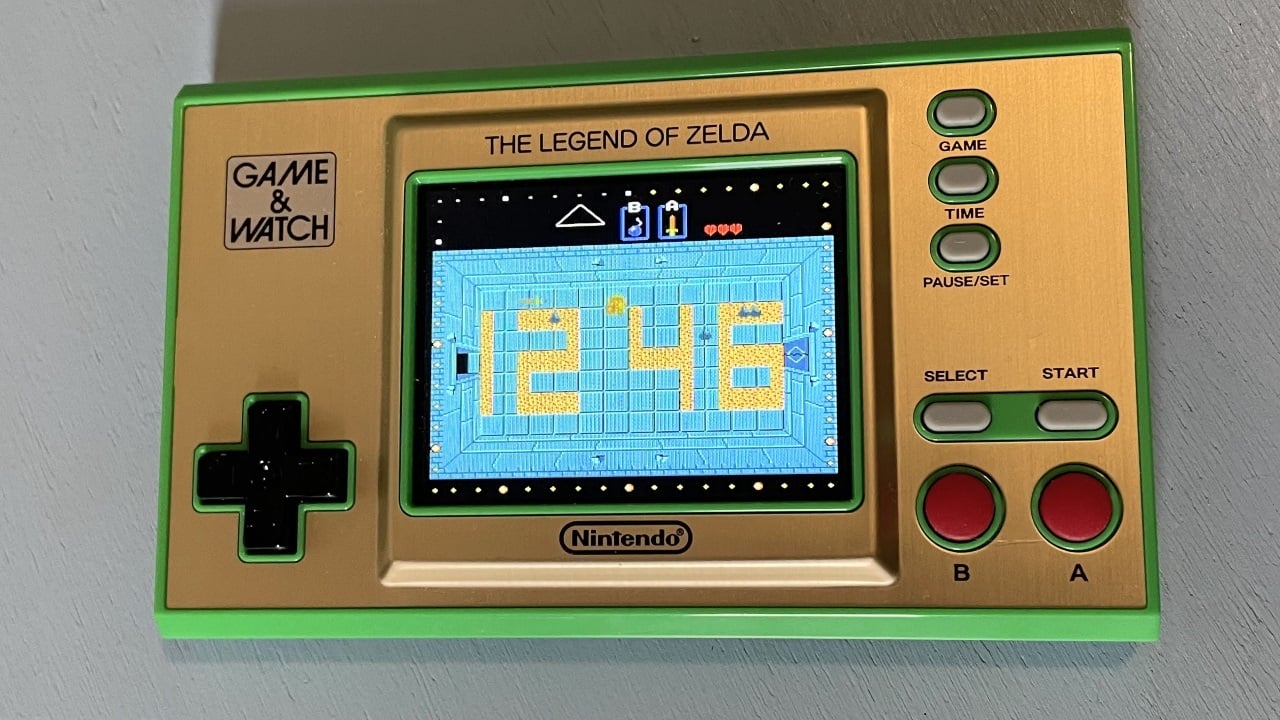 THE LEGEND OF ZELDA
GAME
&
WATCH
B A
12 46
Nintendo®
GAME
TIME
PAUSE/SET
SELECT START
B A